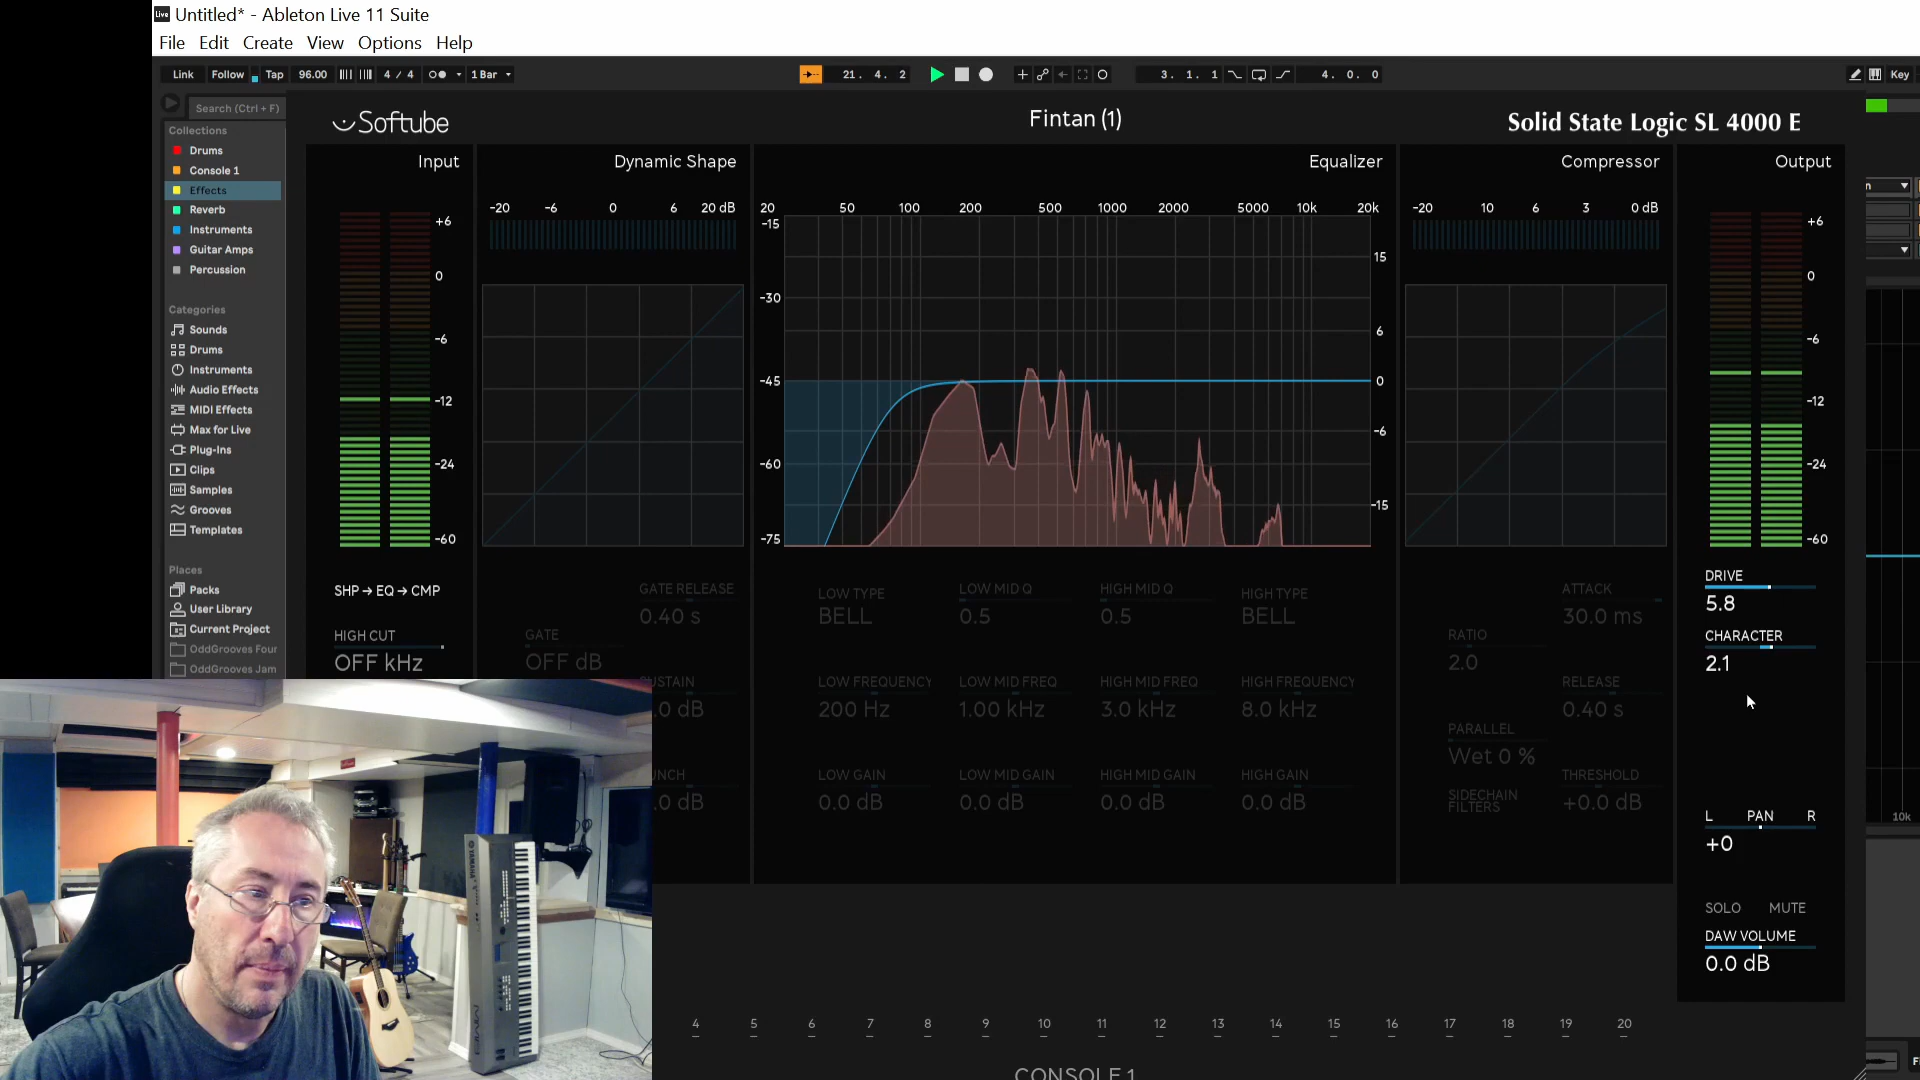 Untitled* - Ableton Live 11 Suite
File Edit Create View Options Help
Link Follow Tap 96.00 4 / 4 1 Bar 21. 4. 2 3. 1. 1 4. 0. 0 Key
Search (Ctrl + F)
Softube
Fintan (1)
Solid State Logic SL 4000 E
Collections
Drums
Console 1
Effects
Reverb
Instruments
Guitar Amps
Percussion
Categories
Sounds
Drums
Instruments
Audio Effects
MIDI Effects
Max for Live
Plug-Ins
Clips
Samples
Grooves
Templates
Places
Packs
User Library
Current Project
OddGrooves Four
OddGrooves Jam
Input
+6
0
-6
-12
-24
-60
SHP → EQ → CMP
HIGH CUT
OFF kHz
Dynamic Shape
-20 -6 0 6 20 dB
GATE RELEASE
0.40 s
GATE
OFF dB
SUSTAIN
.0 dB
.0 dB
Equalizer
20 50 100 200 500 1000 2000 5000 10k 20k
-15
-30
-45
-60
-75
15
6
0
-6
-15
LOW TYPE LOW MID Q HIGH MID Q HIGH TYPE
BELL 0.5 0.5 BELL
LOW FREQUENCY LOW MID FREQ HIGH MID FREQ HIGH FREQUENCY
200 Hz 1.00 kHz 3.0 kHz 8.0 kHz
LOW GAIN LOW MID GAIN HIGH MID GAIN HIGH GAIN
0.0 dB 0.0 dB 0.0 dB 0.0 dB
Compressor
-20 10 6 3 0 dB
ATTACK
30.0 ms
RATIO
2.0
RELEASE
0.40 s
PARALLEL
Wet 0 %
THRESHOLD
+0.0 dB
SIDECHAIN
FILTERS
Output
+6
0
-6
-12
-24
-60
DRIVE
5.8
CHARACTER
2.1
L PAN R
+0
SOLO MUTE
DAW VOLUME
0.0 dB
10k
YAMAHA
4 5 6 7 8 9 10 11 12 13 14 15 16 17 18 19 20
CONSOLE 1